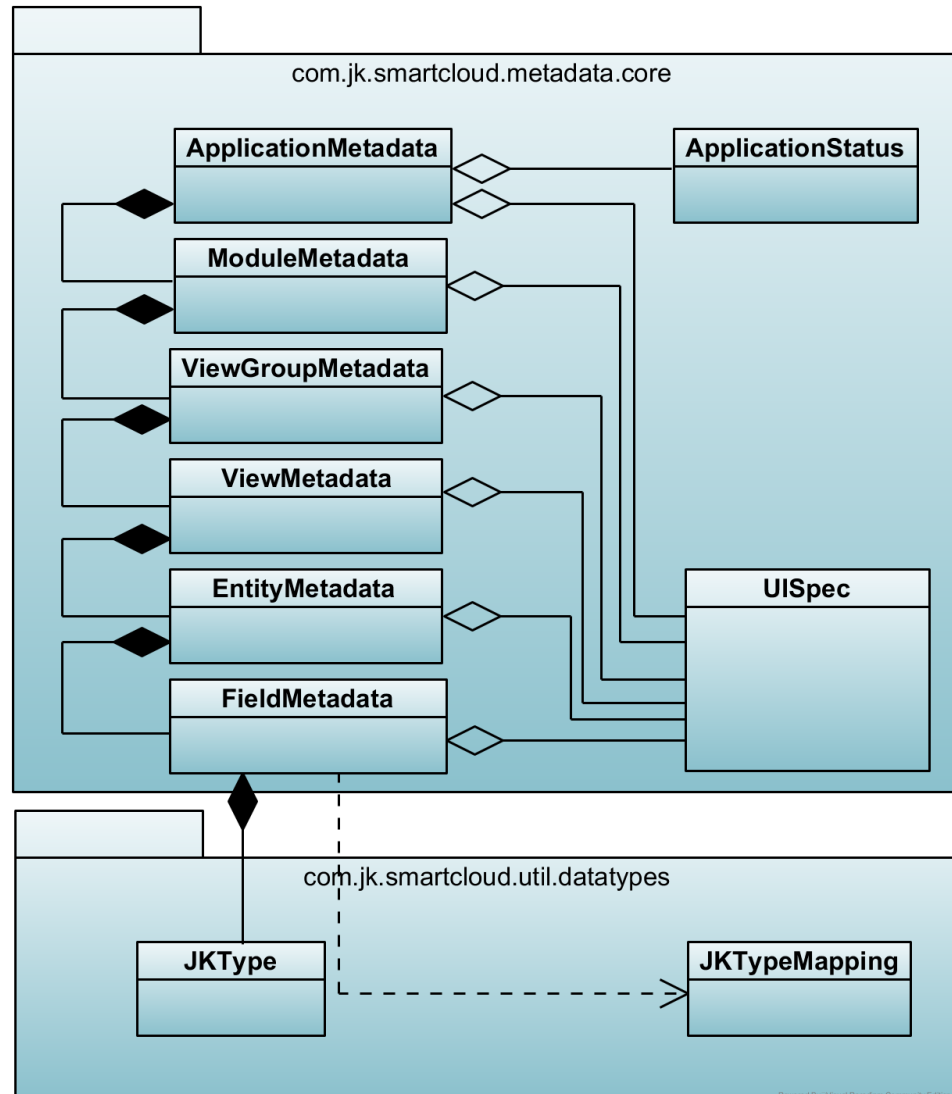 com.jk.smartcloud.metadata.core
ApplicationMetadata
ApplicationStatus
ModuleMetadata
ViewGroupMetadata
ViewMetadata
EntityMetadata
UISpec
FieldMetadata
com.jk.smartcloud.util.datatypes
JKType
JKTypeMapping